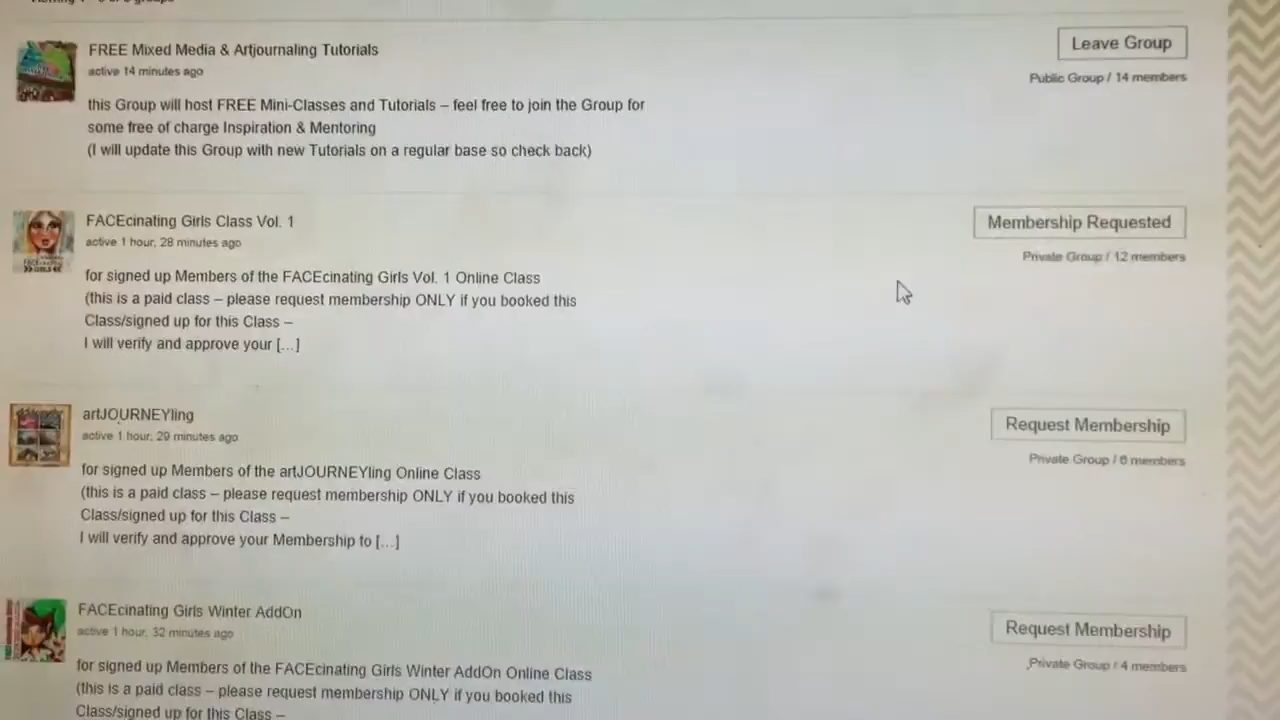 FREE Mixed Media & Artjournaling Tutorials
Leave Group
active 14 minutes ago
Public Group / 14 members
this Group will host FREE Mini-Classes and Tutorials – feel free to join the Group for
some free of charge Inspiration & Mentoring
(I will update this Group with new Tutorials on a regular base so check back)
FACEcinating Girls Class Vol. 1
Membership Requested
active 1 hour, 28 minutes ago
Private Group / 12 members
for signed up Members of the FACEcinating Girls Vol. 1 Online Class
(this is a paid class – please request membership ONLY if you booked this
Class/signed up for this Class –
I will verify and approve your [...]
artJOURNEYling
Request Membership
active 1 hour, 29 minutes ago
Private Group / 6 members
for signed up Members of the artJOURNEYling Online Class
(this is a paid class – please request membership ONLY if you booked this
Class/signed up for this Class –
I will verify and approve your Membership to [...]
FACEcinating Girls Winter AddOn
Request Membership
active 1 hour, 32 minutes ago
Private Group / 4 members
for signed up Members of the FACEcinating Girls Winter AddOn Online Class
(this is a paid class – please request membership ONLY if you booked this
Class/signed up for this Class –